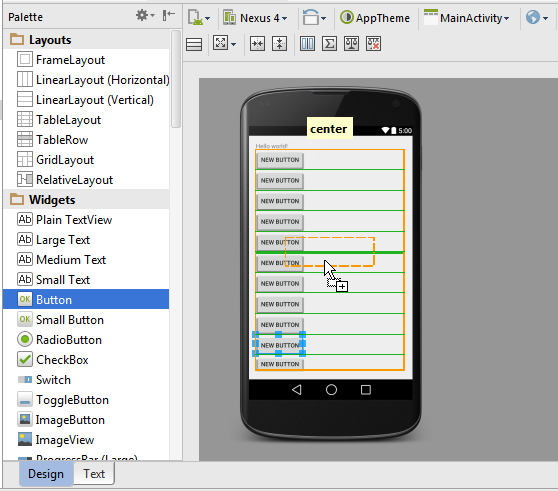 Palette
Layouts
FrameLayout
LinearLayout (Horizontal)
LinearLayout (Vertical)
TableLayout
TableRow
GridLayout
RelativeLayout
Widgets
Ab Plain TextView
Ab Large Text
Ab Medium Text
Ab Small Text
OK Button
OK Small Button
RadioButton
CheckBox
Switch
ToggleButton
ImageButton
ImageView
ProgressBar (Large)
Design
Text
Nexus 4
AppTheme
MainActivity
center
5:00
Hello world!
NEW BUTTON
NEW BUTTON
NEW BUTTON
NEW BUTTON
NEW BUTTON
NEW BUTTON
NEW BUTTON
NEW BUTTON
NEW BUTTON
NEW BUTTON
NEW BUTTON